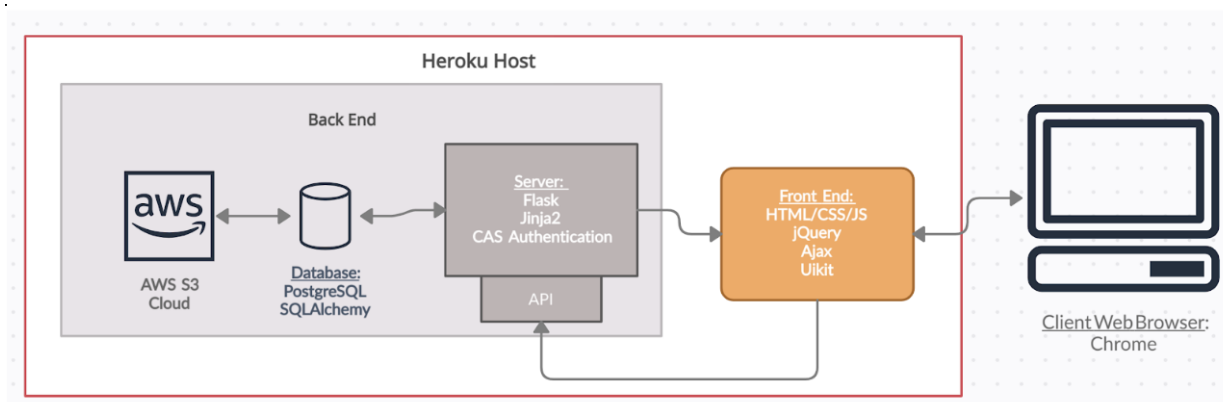 Heroku Host
Back End
aws
AWS S3
Cloud
Database:
PostgreSQL
SQLAlchemy
Server:
Flask
Jinja2
CAS Authentication
API
Front End:
HTML/CSS/JS
jQuery
Ajax
Uikit
Client Web Browser:
Chrome